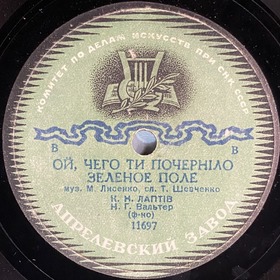 КОМИТЕТ ПО ДЕЛАМ ИСКУССТВ ПРИ СНК СССР
В В
ОЙ, ЧЕГО ТИ ПОЧЕРНІЛО
ЗЕЛЕНОЕ ПОЛЕ
муз. М. Лисенко, сл. Т. Шевченко
К. Н. ЛАПТІВ
Н. Г. Вальтер
(ф-но)
11697
АПРЕЛЕВСКИЙ ЗАВОД